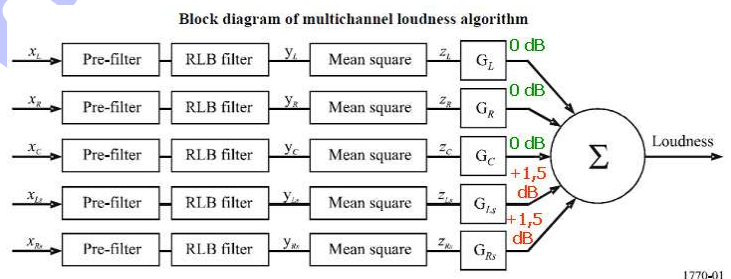 Block diagram of multichannel loudness algorithm
x_L Pre-filter RLB filter y_L Mean square z_L G_L 0 dB
x_R Pre-filter RLB filter y_R Mean square z_R G_R 0 dB
x_C Pre-filter RLB filter y_C Mean square z_C G_C 0 dB
Σ Loudness
x_Ls Pre-filter RLB filter y_Ls Mean square z_Ls G_Ls +1,5 dB
x_Rs Pre-filter RLB filter y_Rs Mean square z_Rs G_Rs +1,5 dB
1770-01